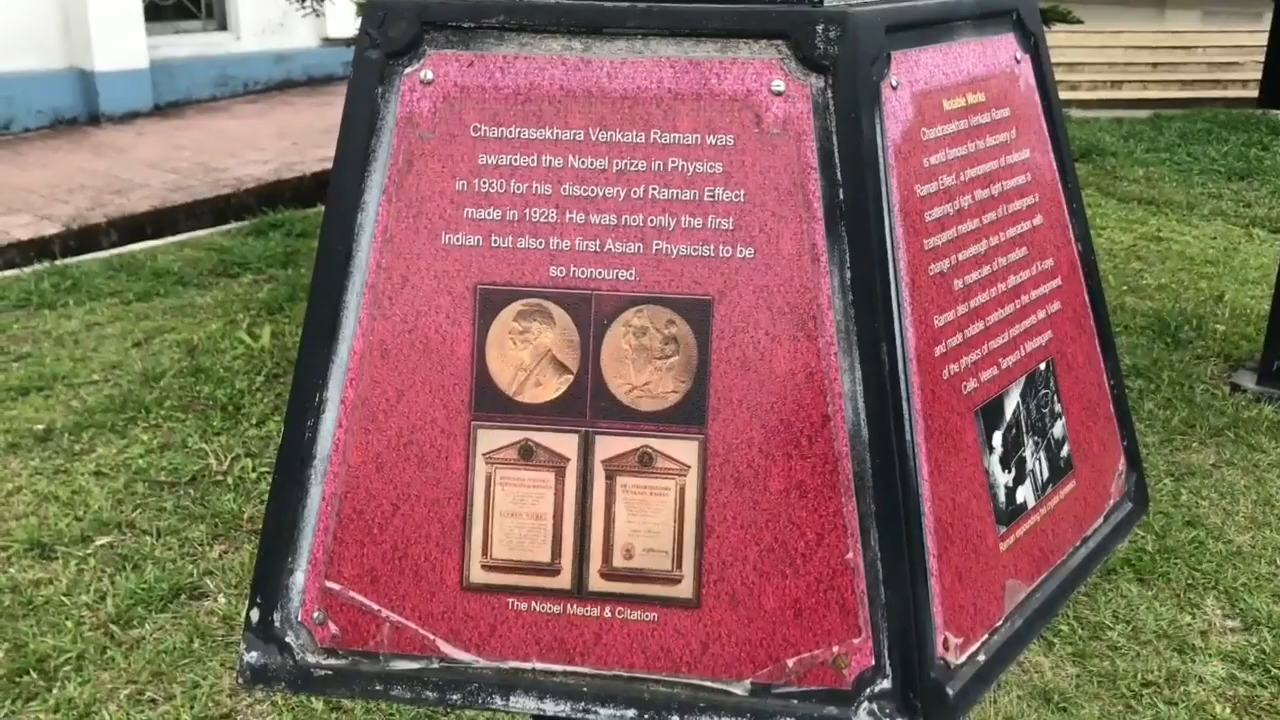 Chandrasekhara Venkata Raman was
awarded the Nobel prize in Physics
in 1930 for his discovery of Raman Effect
made in 1928. He was not only the first
Indian but also the first Asian Physicist to be
so honoured.
The Nobel Medal & Citation
Notable Works
Chandrasekhara Venkata Raman
is world famous for his discovery of
'Raman Effect', a phenomenon of molecular
scattering of light. When light traverses a
transparent medium, some of it undergoes a
change in wavelength due to interaction with
the molecules of the medium.
Raman also worked on the diffraction of X-rays
and made notable contribution to the development
of the physics of musical instruments like Violin,
Cello, Veena, Tanpura & Mridangam.
Raman expounding his crystal dynamics